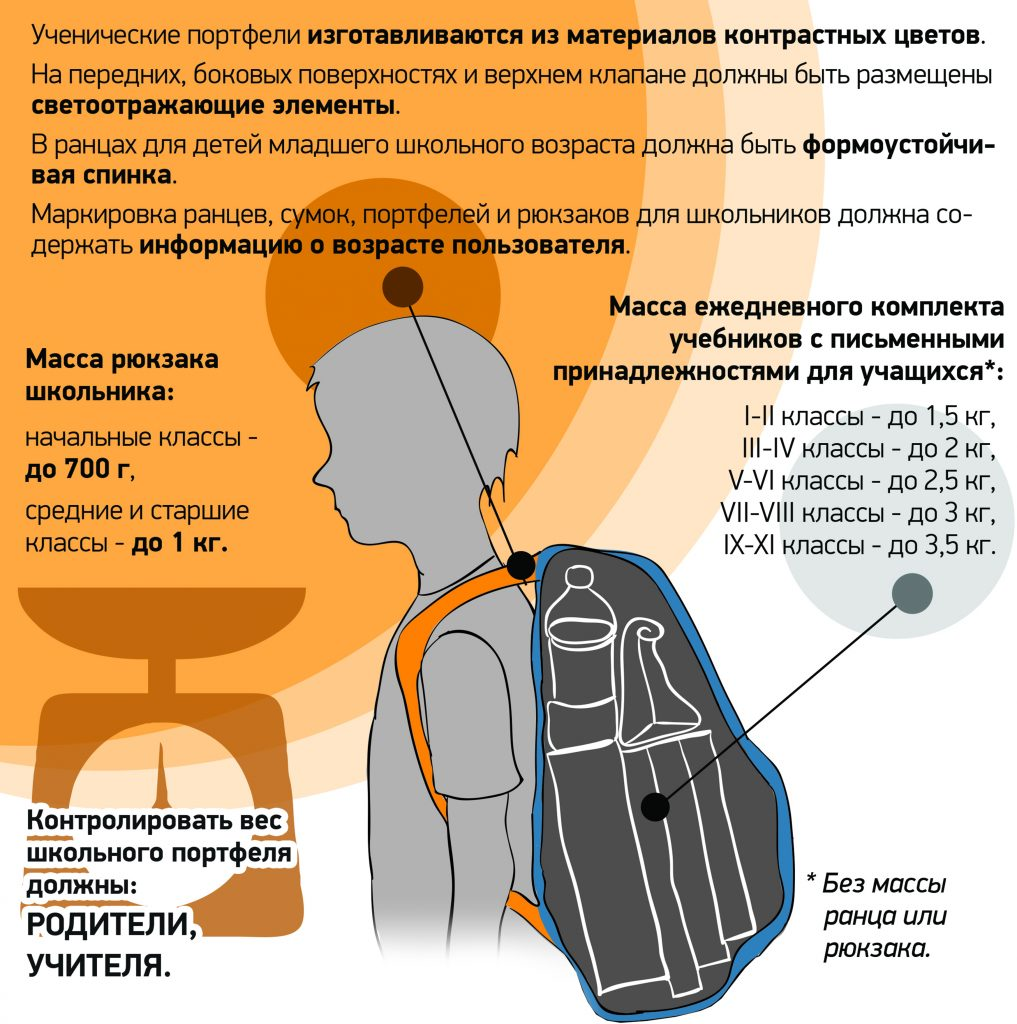 Ученические портфели изготавливаются из материалов контрастных цветов.
На передних, боковых поверхностях и верхнем клапане должны быть размещены
светоотражающие элементы.
В ранцах для детей младшего школьного возраста должна быть формоустойчи-
вая спинка.
Маркировка ранцев, сумок, портфелей и рюкзаков для школьников должна со-
держать информацию о возрасте пользователя.
Масса рюкзака
школьника:
начальные классы -
до 700 г,
средние и старшие
классы - до 1 кг.
Масса ежедневного комплекта
учебников с письменными
принадлежностями для учащихся*:
I-II классы - до 1,5 кг,
III-IV классы - до 2 кг,
V-VI классы - до 2,5 кг,
VII-VIII классы - до 3 кг,
IX-XI классы - до 3,5 кг.
Контролировать вес
школьного портфеля
должны:
РОДИТЕЛИ,
УЧИТЕЛЯ.
* Без массы
ранца или
рюкзака.